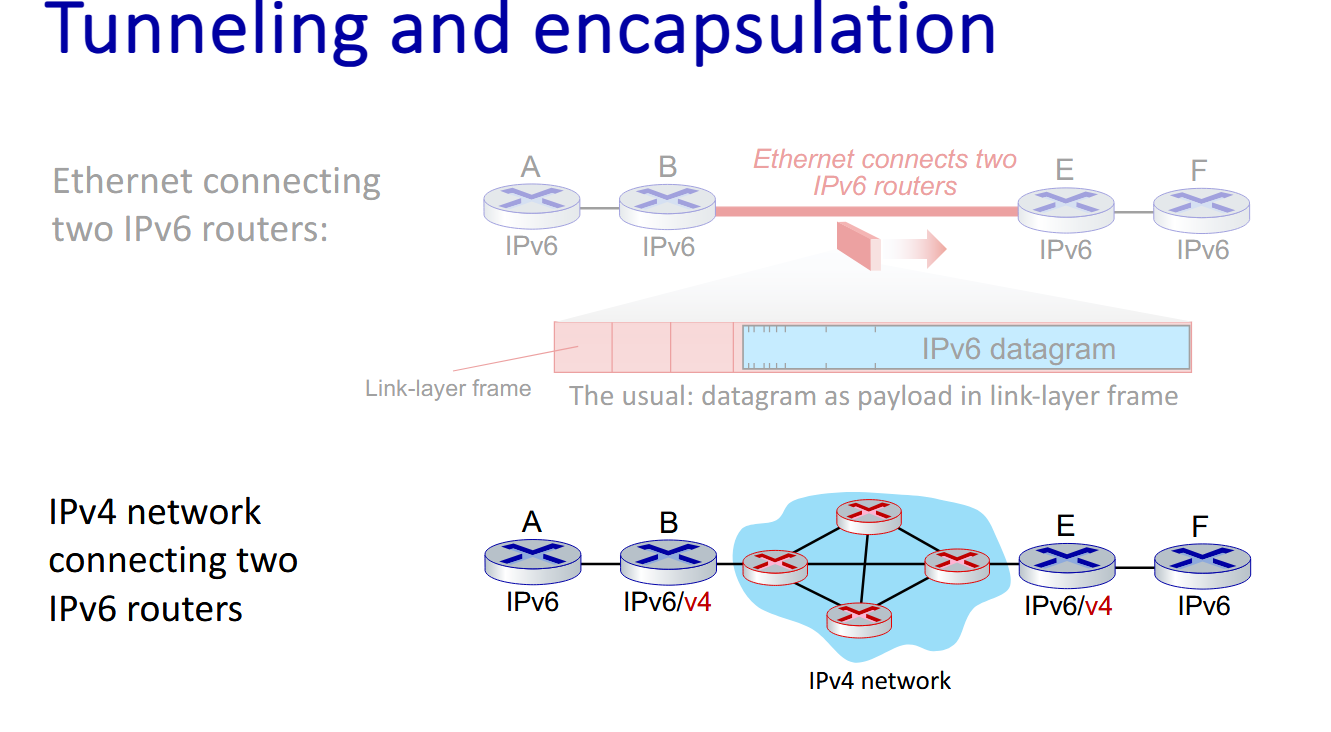 Tunneling and encapsulation
Ethernet connecting
two IPv6 routers:
A
B
Ethernet connects two
IPv6 routers
E
F
IPv6
IPv6
IPv6
IPv6
IPv6 datagram
Link-layer frame
The usual: datagram as payload in link-layer frame
IPv4 network
connecting two
IPv6 routers
A
B
E
F
IPv6
IPv6/v4
IPv6/v4
IPv6
IPv4 network